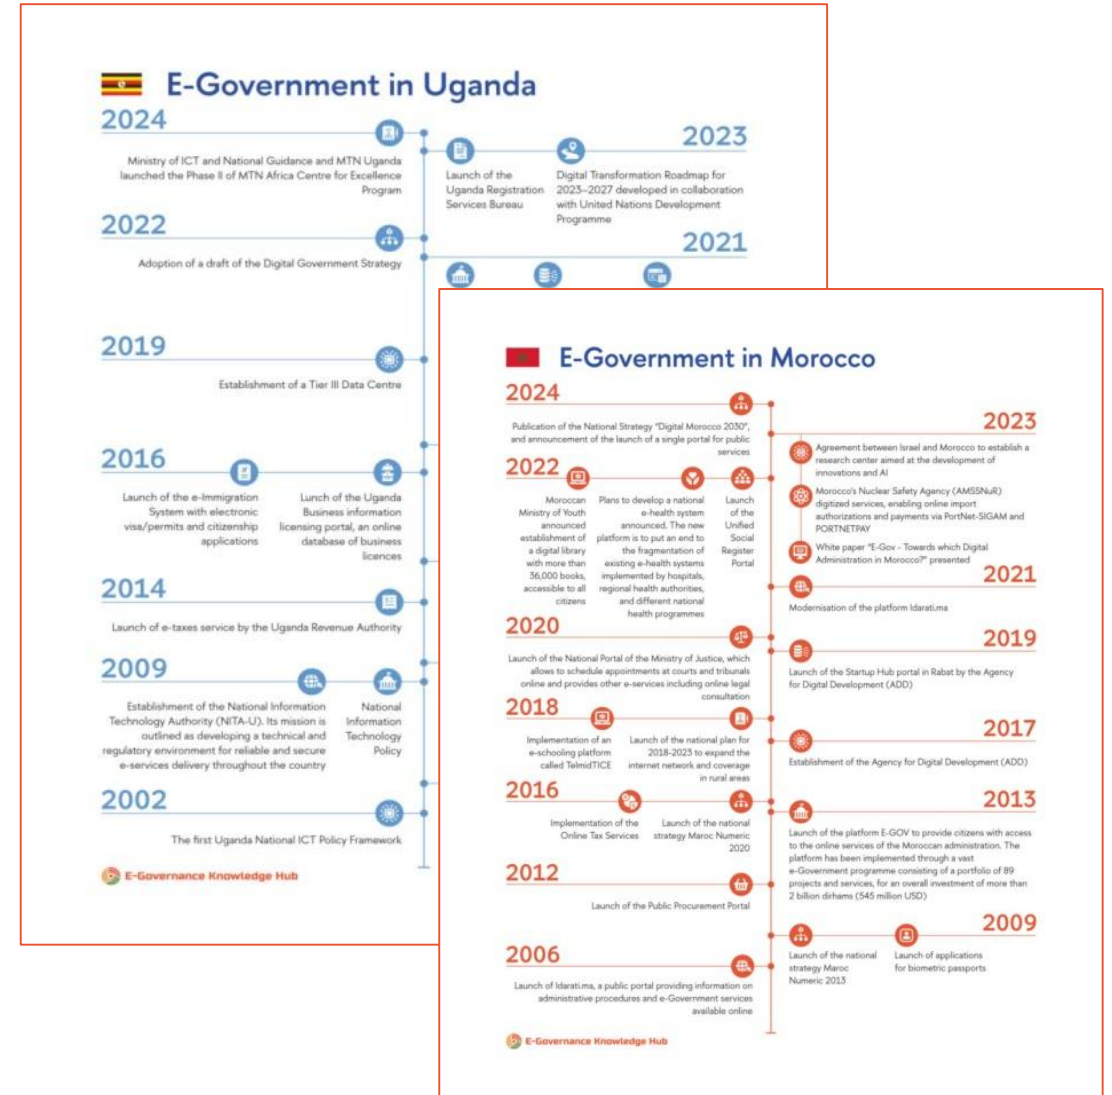 E-Government in Uganda
2024
Ministry of ICT and National Guidance and MTN Uganda
launched the Phase II of MTN Africa Centre for Excellence
Program
2023
Launch of the
Uganda Registration
Services Bureau
Digital Transformation Roadmap for
2023–2027 developed in collaboration
with United Nations Development
Programme
2022
Adoption of a draft of the Digital Government Strategy
2021
2019
Establishment of a Tier III Data Centre
2016
Launch of the e-Immigration
System with electronic
visa/permits and citizenship
applications
Lunch of the Uganda
Business information
licensing portal, an online
database of business
licences
2014
Launch of e-taxes service by the Uganda Revenue Authority
2009
Establishment of the National Information
Technology Authority (NITA-U). Its mission is
outlined as developing a technical and
regulatory environment for reliable and secure
e-services delivery throughout the country
National
Information
Technology
Policy
2002
The first Uganda National ICT Policy Framework
E-Governance Knowledge Hub
E-Government in Morocco
2024
Publication of the National Strategy "Digital Morocco 2030",
and announcement of the launch of a single portal for public
services
2023
Agreement between Israel and Morocco to establish a
research center aimed at the development of
innovations and AI
Morocco's Nuclear Safety Agency (AMSSNuR)
digitized services, enabling online import
authorizations and payments via PortNet-SIGAM and
PORTNETPAY
White paper "E-Gov - Towards which Digital
Administration in Morocco?" presented
2022
Moroccan
Ministry of Youth
announced
establishment of
a digital library
with more than
36,000 books,
accessible to all
citizens
Plans to develop a national
e-health system
announced. The new
platform is to put an end to
the fragmentation of
existing e-health systems
implemented by hospitals,
regional health authorities,
and different national
health programmes
Launch
of the
Unified
Social
Register
Portal
2021
Modernisation of the platform Idarati.ma
2020
Launch of the National Portal of the Ministry of Justice, which
allows to schedule appointments at courts and tribunals
online and provides other e-services including online legal
consultation
2019
Launch of the Startup Hub portal in Rabat by the Agency
for Digital Development (ADD)
2018
Implementation of an
e-schooling platform
called TelmidTICE
Launch of the national plan for
2018-2023 to expand the
internet network and coverage
in rural areas
2017
Establishment of the Agency for Digital Development (ADD)
2016
Implementation of the
Online Tax Services
Launch of the national
strategy Maroc Numeric
2020
2013
Launch of the platform E-GOV to provide citizens with access
to the online services of the Moroccan administration. The
platform has been implemented through a vast
e-Government programme consisting of a portfolio of 89
projects and services, for an overall investment of more than
2 billion dirhams (545 million USD)
2012
Launch of the Public Procurement Portal
2009
Launch of the national
strategy Maroc
Numeric 2013
Launch of applications
for biometric passports
2006
Launch of Idarati.ma, a public portal providing information on
administrative procedures and e-Government services
available online
E-Governance Knowledge Hub